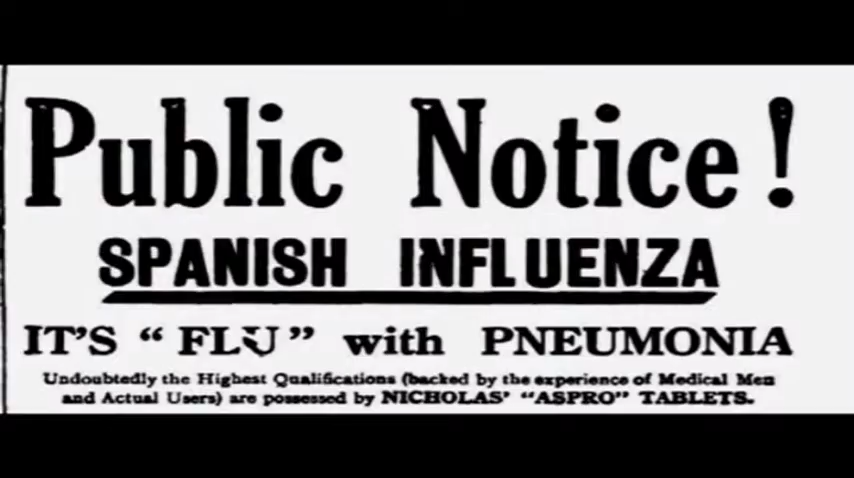 Public Notice!
SPANISH INFLUENZA
IT'S "FLU" with PNEUMONIA
Undoubtedly the Highest Qualifications (backed by the experience of Medical Men
and Actual Users) are possessed by NICHOLAS' "ASPRO" TABLETS.